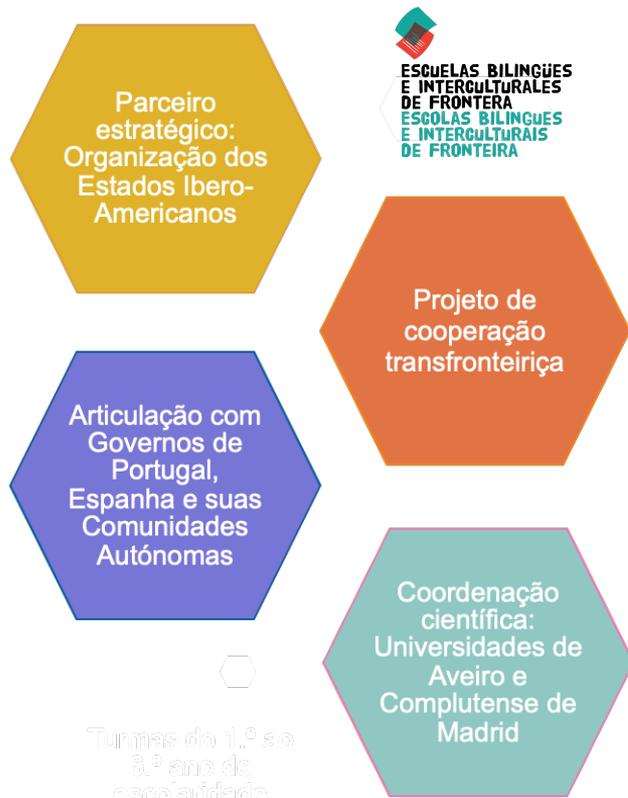 Parceiro
estratégico:
Organização dos
Estados Ibero-
Americanos
ESCUELAS BILINGÜES
E INTERCULTURALES
DE FRONTERA
ESCOLAS BILINGUES
E INTERCULTURAIS
DE FRONTEIRA
Projeto de
cooperação
transfronteiriça
Articulação com
Governos de
Portugal,
Espanha e suas
Comunidades
Autónomas
Coordenação
científica:
Universidades de
Aveiro e
Complutense de
Madrid
Turmas do 1.º ao
ano de
escolaridade